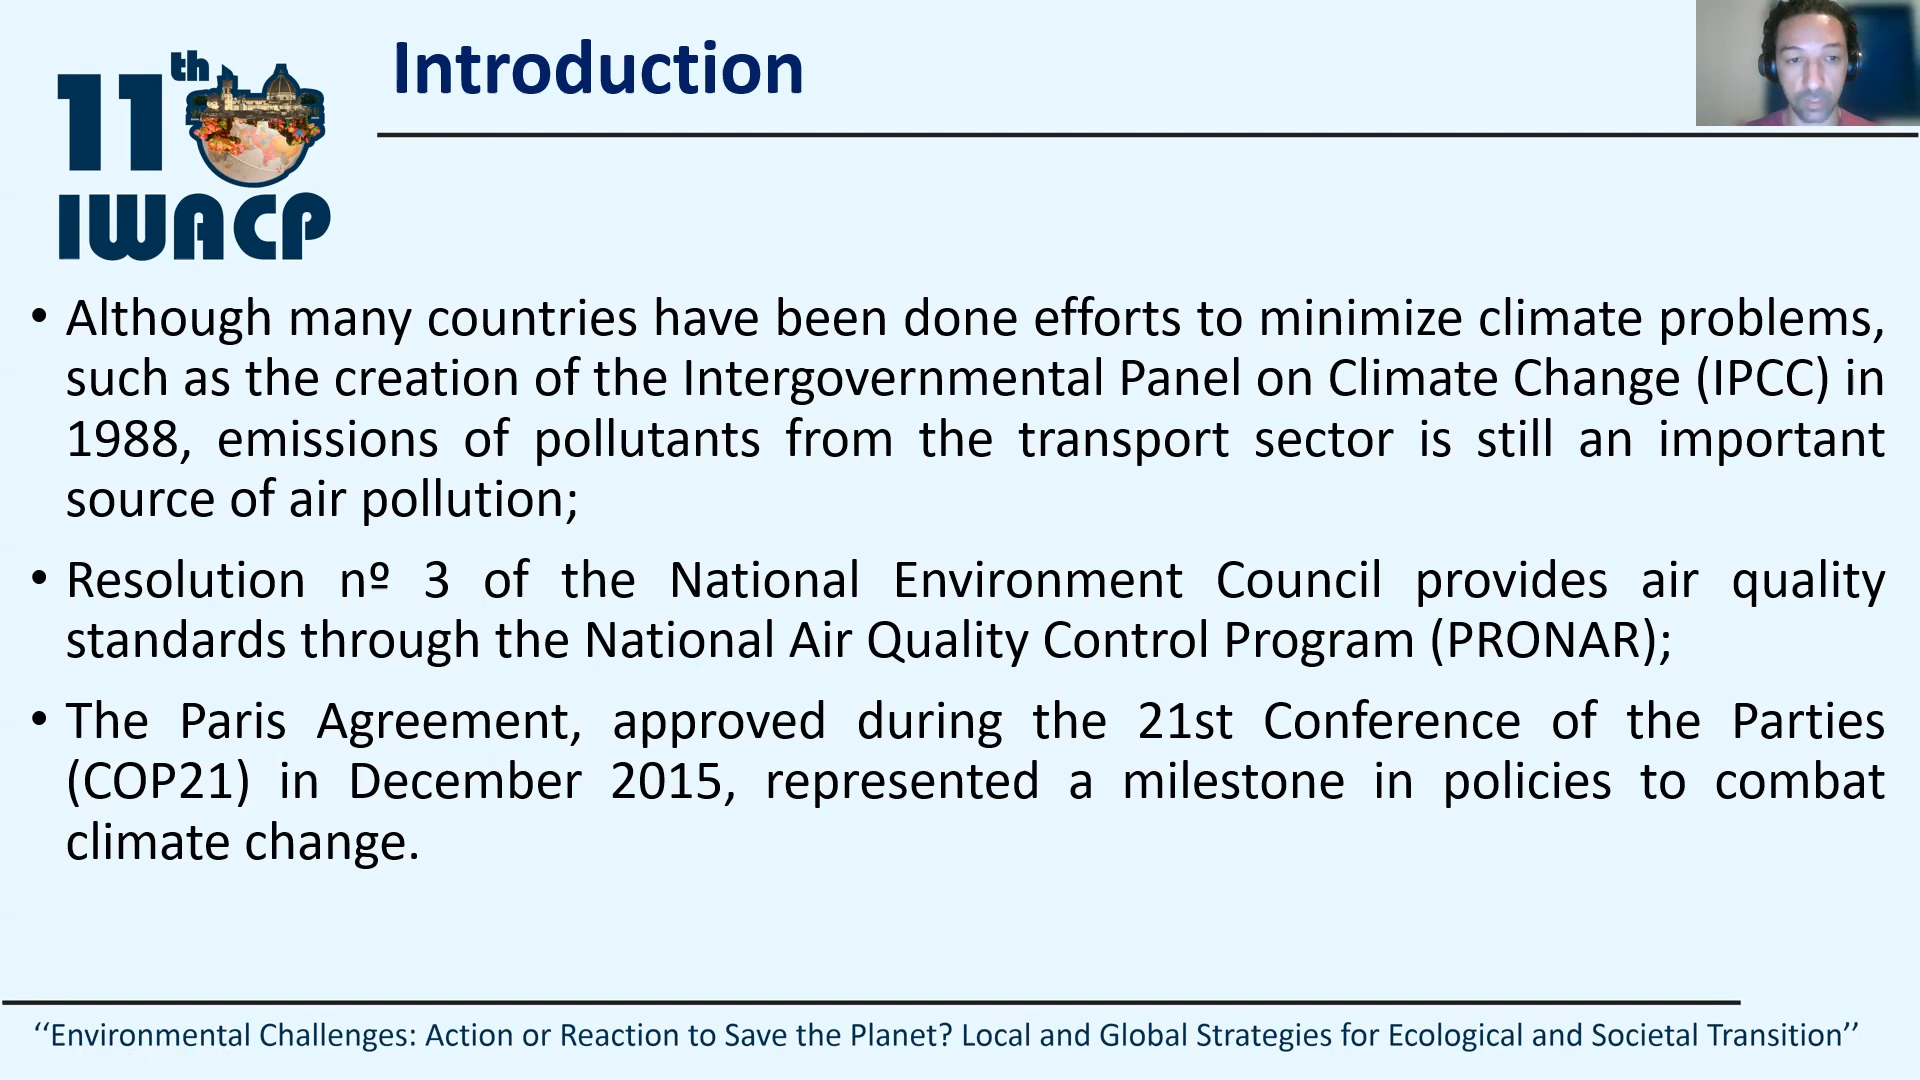 11th
IWACP
Introduction
• Although many countries have been done efforts to minimize climate problems,
such as the creation of the Intergovernmental Panel on Climate Change (IPCC) in
1988, emissions of pollutants from the transport sector is still an important
source of air pollution;
• Resolution nº 3 of the National Environment Council provides air quality
standards through the National Air Quality Control Program (PRONAR);
• The Paris Agreement, approved during the 21st Conference of the Parties
(COP21) in December 2015, represented a milestone in policies to combat
climate change.
‘‘Environmental Challenges: Action or Reaction to Save the Planet? Local and Global Strategies for Ecological and Societal Transition’’